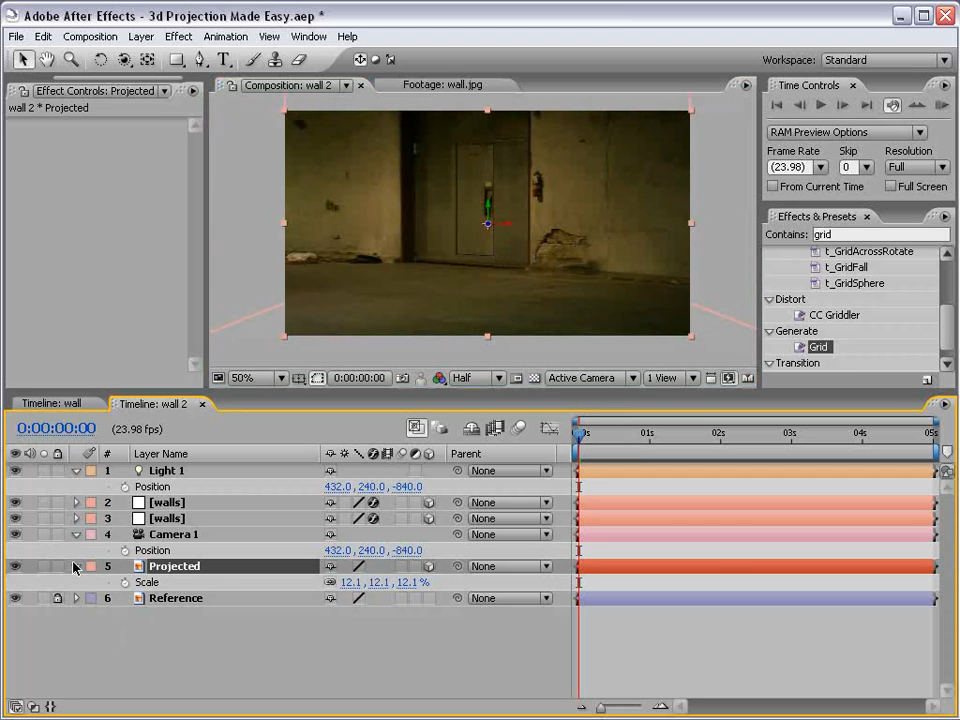 Adobe After Effects - 3d Projection Made Easy.aep *
File Edit Composition Layer Effect Animation View Window Help
Workspace: Standard
Effect Controls: Projected
wall 2 * Projected
Composition: wall 2
Footage: wall.jpg
50%
0:00:00:00
Half
Active Camera
1 View
Time Controls
RAM Preview Options
Frame Rate Skip Resolution
(23.98) 0 Full
From Current Time Full Screen
Effects & Presets
Contains: grid
t_GridAcrossRotate
t_GridFall
t_GridSphere
Distort
CC Griddler
Generate
Grid
Transition
Timeline: wall
Timeline: wall 2
0:00:00:00 (23.98 fps)
# Layer Name Parent
01s 02s 03s 04s 05s
1 Light 1 None
Position 432.0, 240.0, -840.0
2 [walls] None
3 [walls] None
4 Camera 1 None
Position 432.0, 240.0, -840.0
5 Projected None
Scale 12.1, 12.1, 12.1 %
6 Reference None